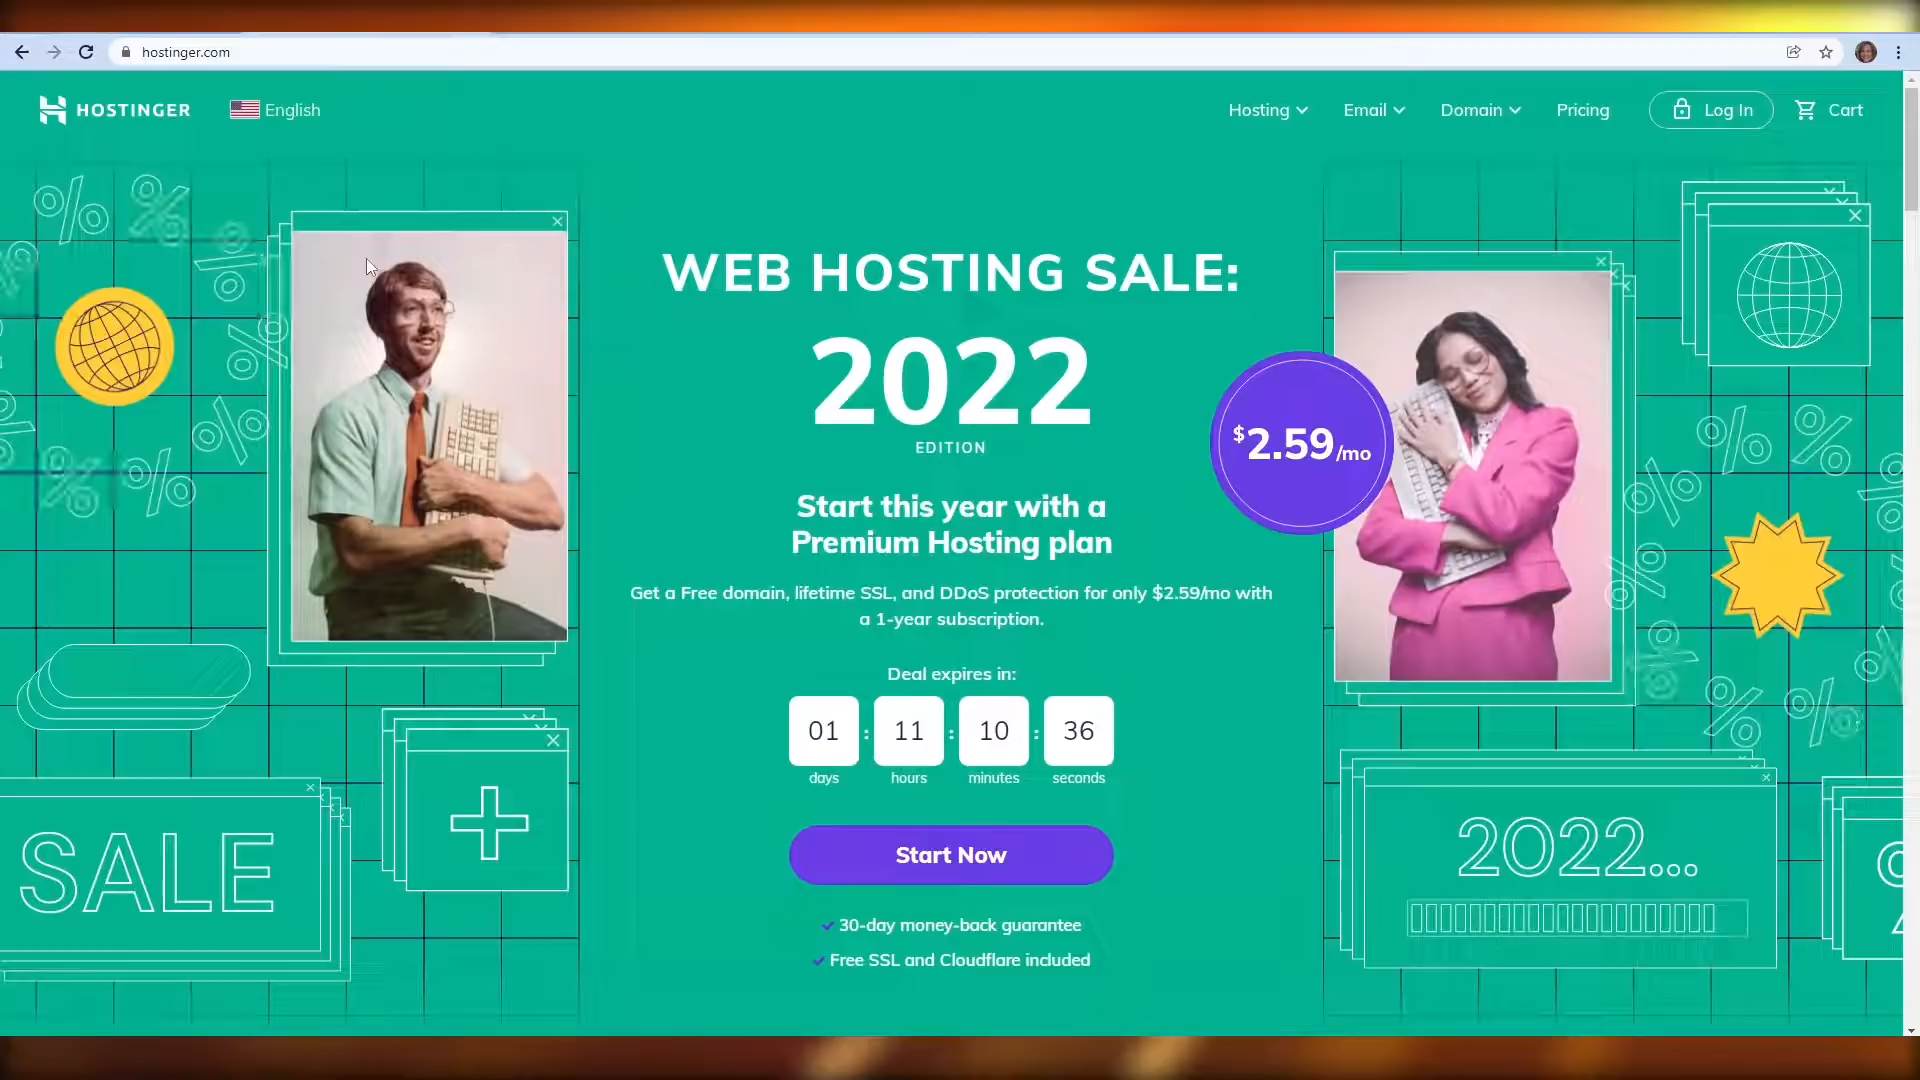 hostinger.com
HOSTINGER
English
Hosting
Email
Domain
Pricing
Log In
Cart
WEB HOSTING SALE:
2022
EDITION
$2.59/mo
Start this year with a
Premium Hosting plan
Get a Free domain, lifetime SSL, and DDoS protection for only $2.59/mo with
a 1-year subscription.
Deal expires in:
01 : 11 : 10 : 36
days hours minutes seconds
Start Now
30-day money-back guarantee
Free SSL and Cloudflare included
SALE
2022...